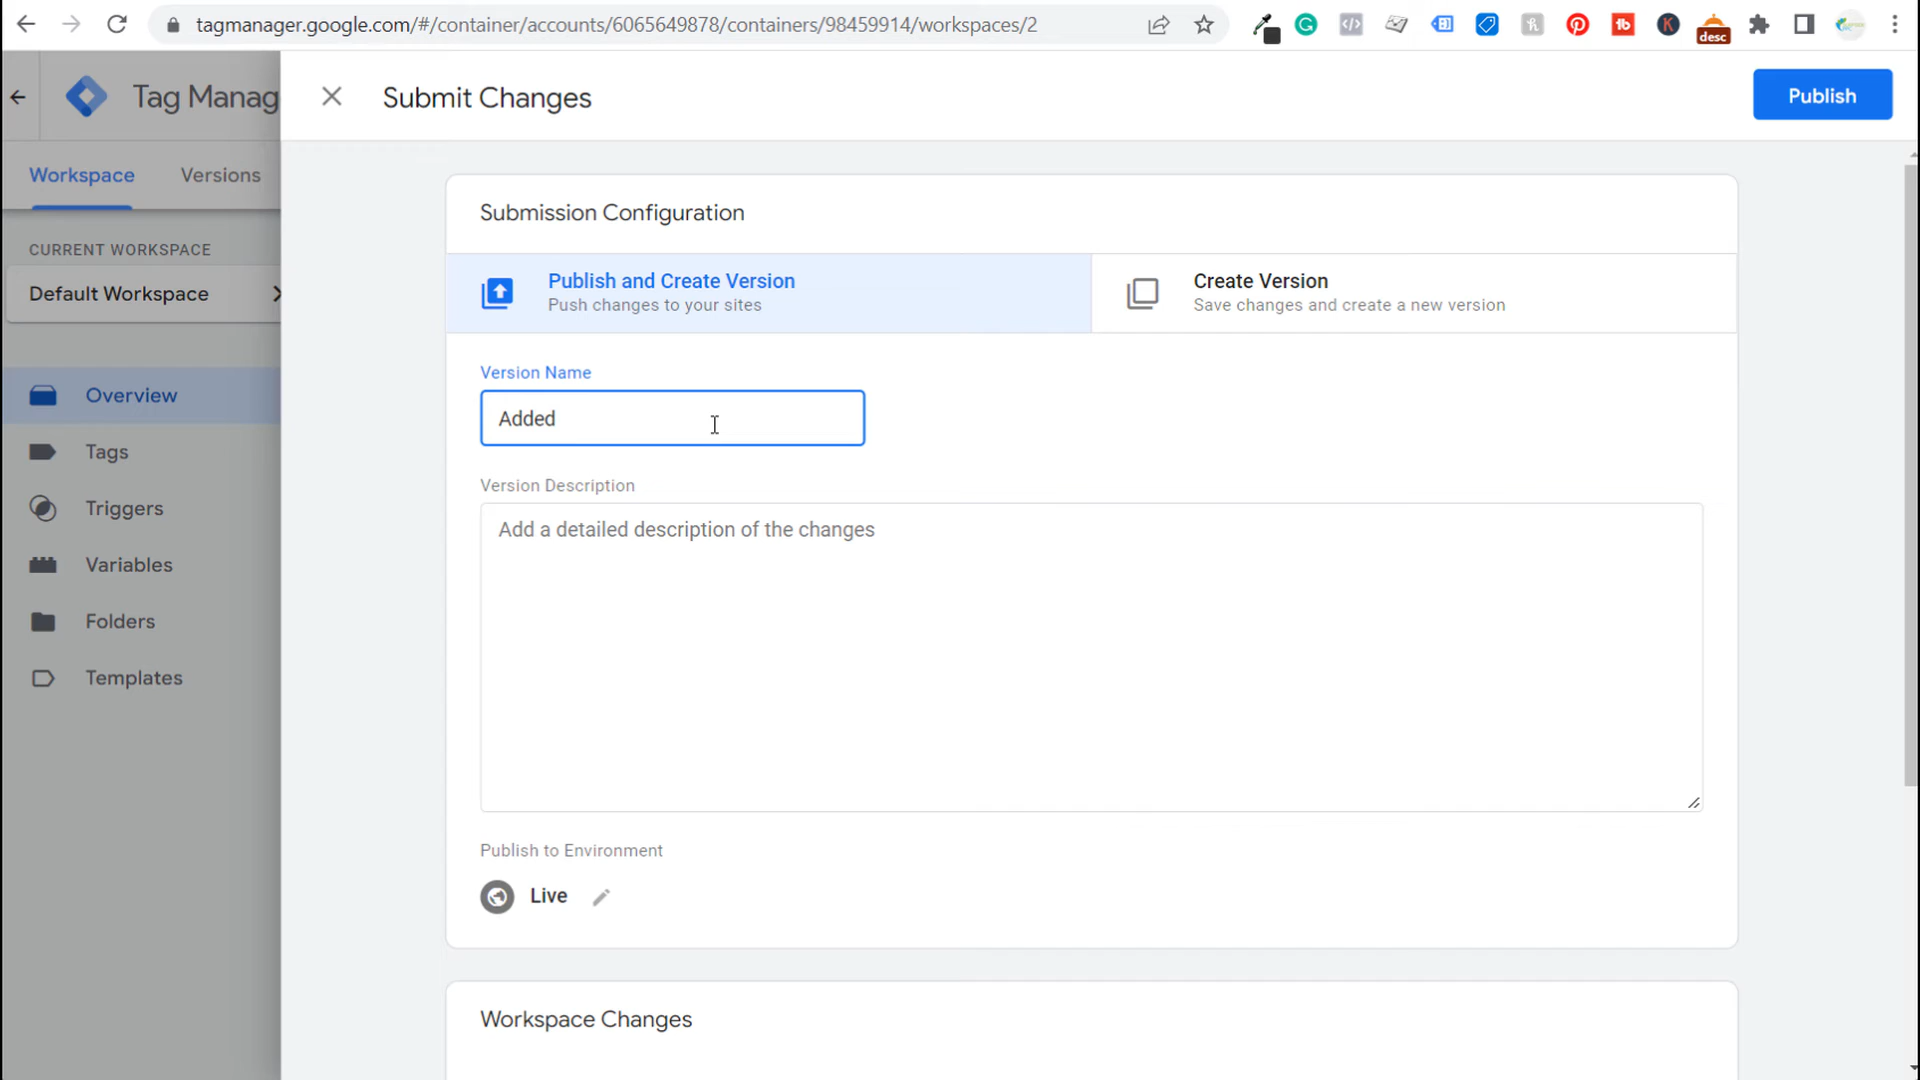 tagmanager.google.com/#/container/accounts/6065649878/containers/98459914/workspaces/2
desc
Tag Manag
Submit Changes
Publish
Workspace
Versions
Submission Configuration
CURRENT WORKSPACE
Default Workspace
Publish and Create Version
Push changes to your sites
Create Version
Save changes and create a new version
Version Name
Added
Overview
Tags
Triggers
Variables
Folders
Templates
Version Description
Add a detailed description of the changes
Publish to Environment
Live
Workspace Changes